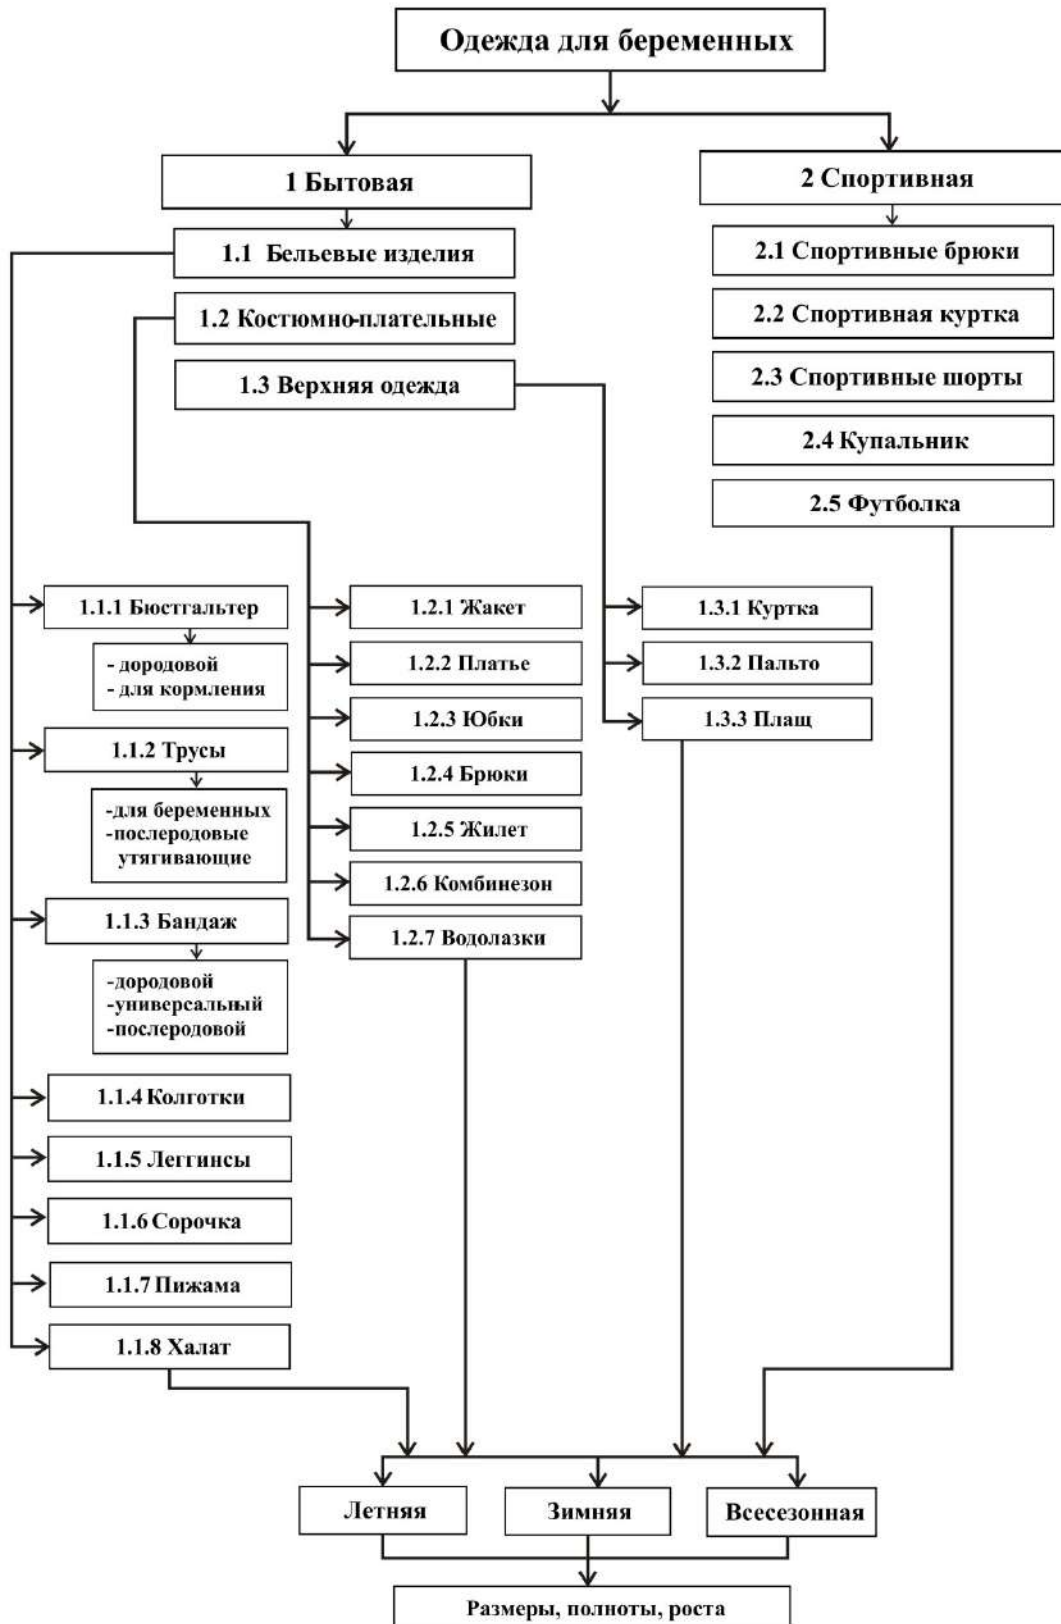 Одежда для беременных
1 Бытовая
2 Спортивная
1.1 Бельевые изделия
1.2 Костюмно-плательные
1.3 Верхняя одежда
2.1 Спортивные брюки
2.2 Спортивная куртка
2.3 Спортивные шорты
2.4 Купальник
2.5 Футболка
1.1.1 Бюстгальтер
- дородовой
- для кормления
1.1.2 Трусы
-для беременных
-послеродовые
утягивающие
1.1.3 Бандаж
-дородовой
-универсальный
-послеродовой
1.1.4 Колготки
1.1.5 Леггинсы
1.1.6 Сорочка
1.1.7 Пижама
1.1.8 Халат
1.2.1 Жакет
1.2.2 Платье
1.2.3 Юбки
1.2.4 Брюки
1.2.5 Жилет
1.2.6 Комбинезон
1.2.7 Водолазки
1.3.1 Куртка
1.3.2 Пальто
1.3.3 Плащ
Летняя
Зимняя
Всесезонная
Размеры, полноты, роста